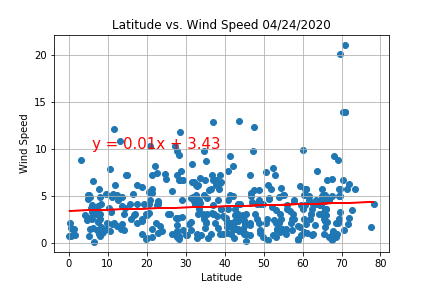 Latitude vs. Wind Speed 04/24/2020
20
15
10
5
0
Wind Speed
y = 0.01x + 3.43
0 10 20 30 40 50 60 70 80
Latitude